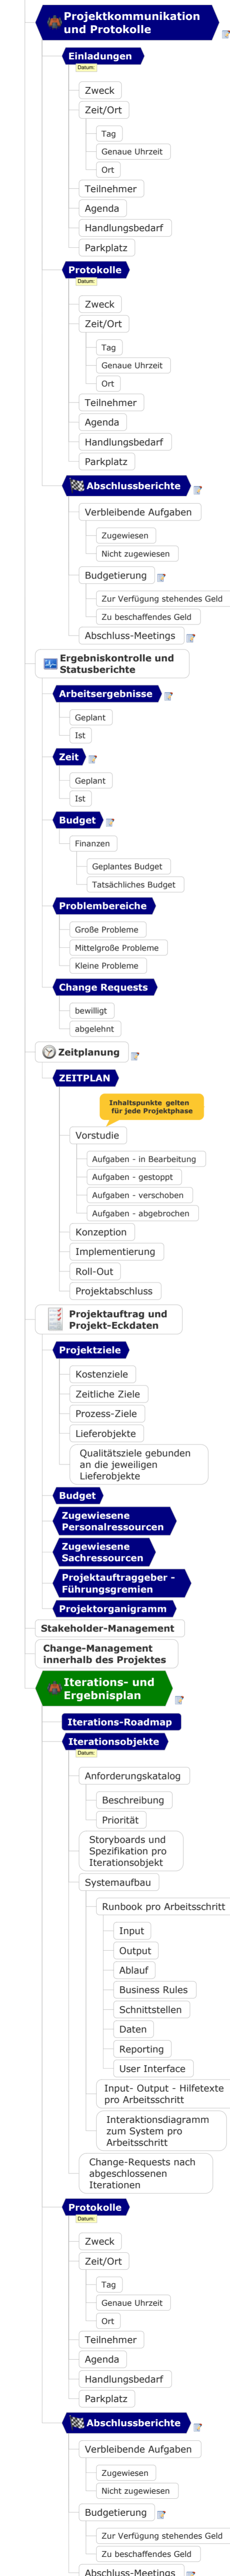 Projektkommunikation
und Protokolle
Einladungen
Datum:
Zweck
Zeit/Ort
Tag
Genaue Uhrzeit
Ort
Teilnehmer
Agenda
Handlungsbedarf
Parkplatz
Protokolle
Datum:
Zweck
Zeit/Ort
Tag
Genaue Uhrzeit
Ort
Teilnehmer
Agenda
Handlungsbedarf
Parkplatz
Abschlussberichte
Verbleibende Aufgaben
Zugewiesen
Nicht zugewiesen
Budgetierung
Zur Verfügung stehendes Geld
Zu beschaffendes Geld
Abschluss-Meetings
Ergebniskontrolle und
Statusberichte
Arbeitsergebnisse
Geplant
Ist
Zeit
Geplant
Ist
Budget
Finanzen
Geplantes Budget
Tatsächliches Budget
Problembereiche
Große Probleme
Mittelgroße Probleme
Kleine Probleme
Change Requests
bewilligt
abgelehnt
Zeitplanung
ZEITPLAN
Inhaltspunkte gelten
für jede Projektphase
Vorstudie
Aufgaben - in Bearbeitung
Aufgaben - gestoppt
Aufgaben - verschoben
Aufgaben - abgebrochen
Konzeption
Implementierung
Roll-Out
Projektabschluss
Projektauftrag und
Projekt-Eckdaten
Projektziele
Kostenziele
Zeitliche Ziele
Prozess-Ziele
Lieferobjekte
Qualitätsziele gebunden
an die jeweiligen
Lieferobjekte
Budget
Zugewiesene
Personalressourcen
Zugewiesene
Sachressourcen
Projektauftraggeber -
Führungsgremien
Projektorganigramm
Stakeholder-Management
Change-Management
innerhalb des Projektes
Iterations- und
Ergebnisplan
Iterations-Roadmap
Iterationsobjekte
Datum:
Anforderungskatalog
Beschreibung
Priorität
Storyboards und
Spezifikation pro
Iterationsobjekt
Systemaufbau
Runbook pro Arbeitsschritt
Input
Output
Ablauf
Business Rules
Schnittstellen
Daten
Reporting
User Interface
Input- Output - Hilfetexte
pro Arbeitsschritt
Interaktionsdiagramm
zum System pro
Arbeitsschritt
Change-Requests nach
abgeschlossenen
Iterationen
Protokolle
Datum:
Zweck
Zeit/Ort
Tag
Genaue Uhrzeit
Ort
Teilnehmer
Agenda
Handlungsbedarf
Parkplatz
Abschlussberichte
Verbleibende Aufgaben
Zugewiesen
Nicht zugewiesen
Budgetierung
Zur Verfügung stehendes Geld
Zu beschaffendes Geld
Abschluss-Meetings